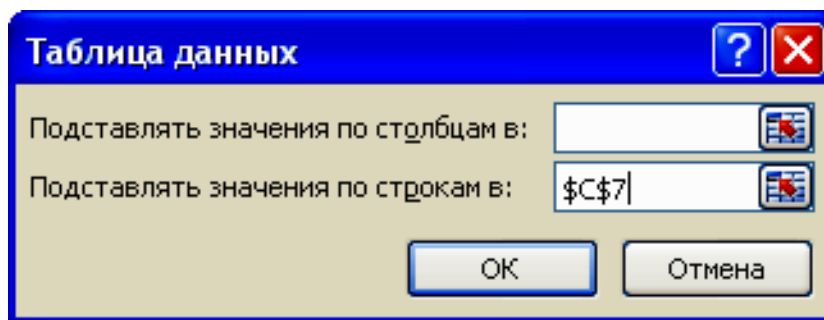 Таблица данных
?
Подставлять значения по столбцам в:
Подставлять значения по строкам в: $C$7
ОК Отмена